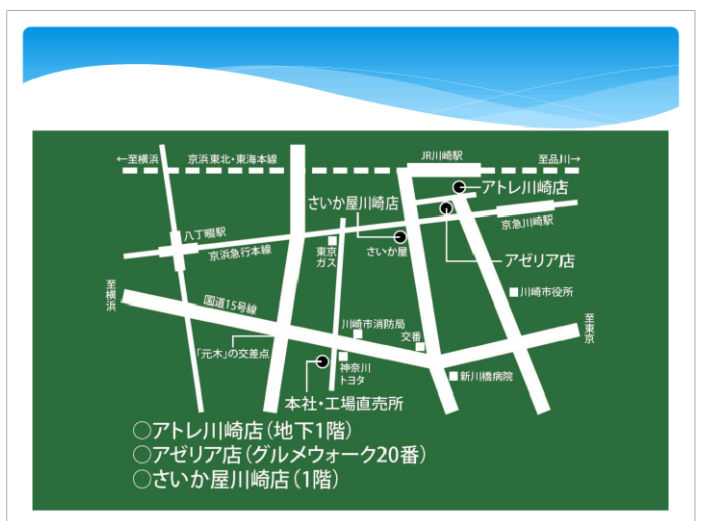 JR川崎駅
←至横浜
京浜東北・東海本線
至品川→
アトレ川崎店
さいか屋川崎店
京急川崎駅
八丁畷駅
京浜急行本線
東京
ガス
さいか屋
アゼリア店
至横浜
国道15号線
川崎市役所
川崎市消防局
交番
至東京
「元木」の交差点
神奈川
トヨタ
新川橋病院
本社・工場直売所
○アトレ川崎店(地下1階)
○アゼリア店(グルメウォーク20番)
○さいか屋川崎店(1階)